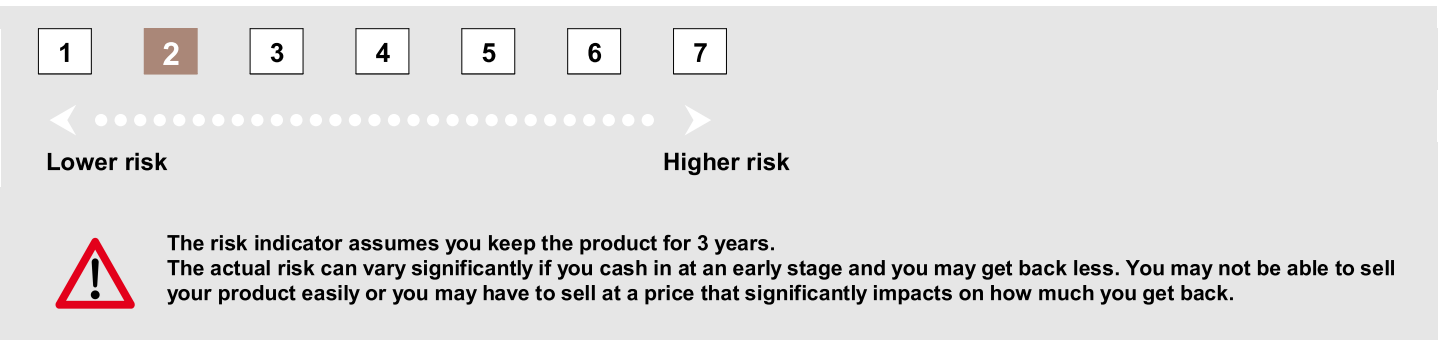 1 2 3 4 5 6 7
Lower risk Higher risk
The risk indicator assumes you keep the product for 3 years.
The actual risk can vary significantly if you cash in at an early stage and you may get back less. You may not be able to sell
your product easily or you may have to sell at a price that significantly impacts on how much you get back.